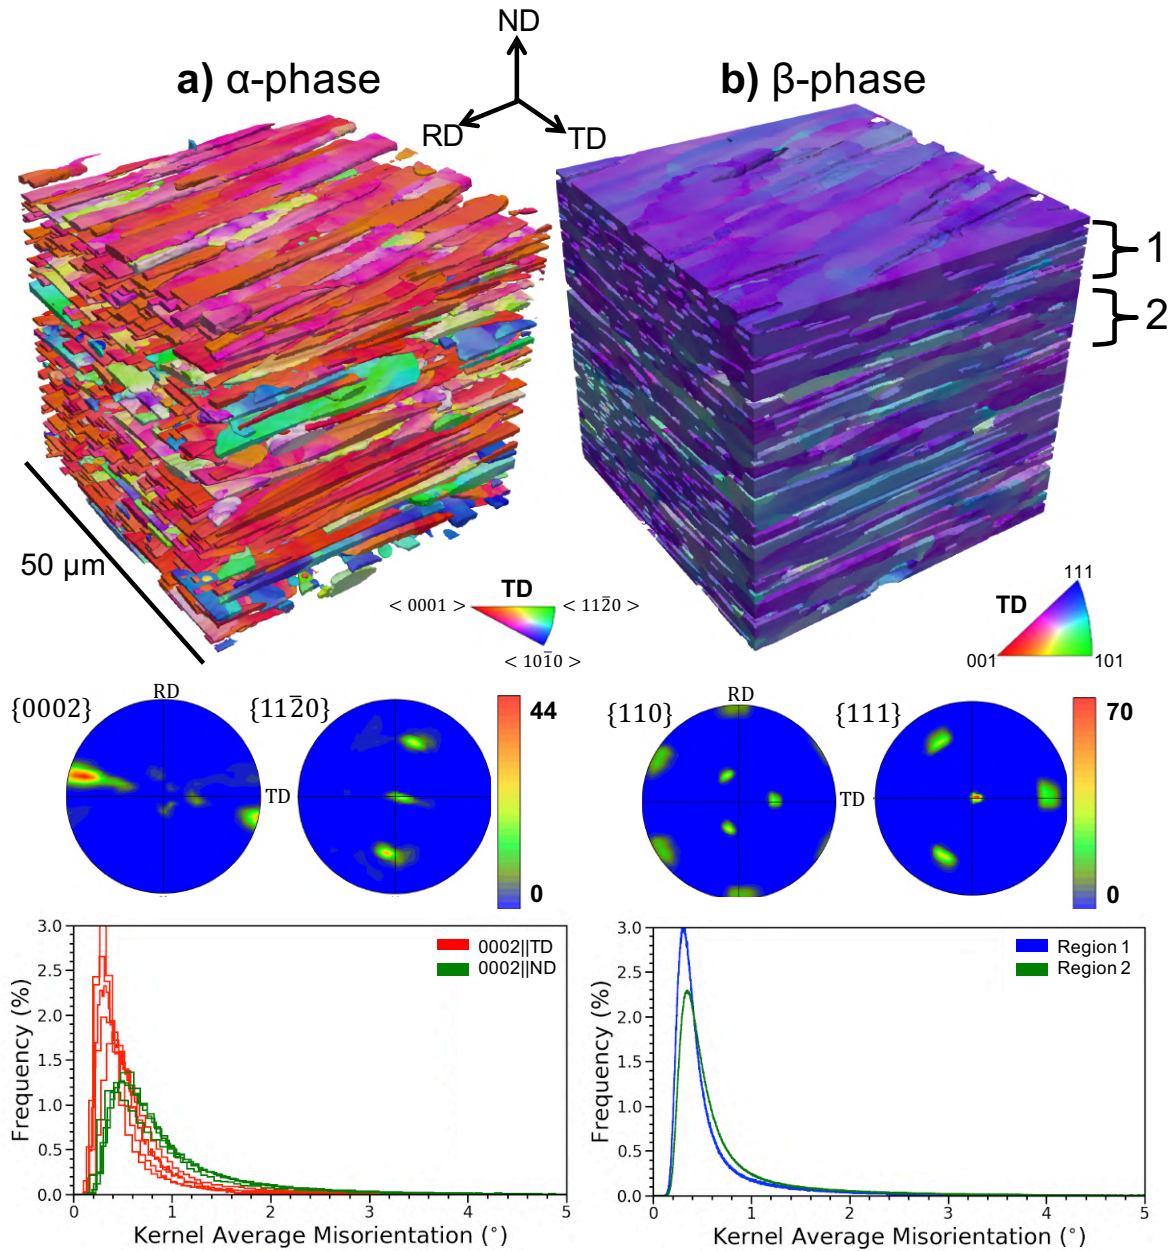 ND
a) α-phase
b) β-phase
RD
TD
1
2
50 μm
TD
< 0001 >
< 112̄0 >
< 101̄0 >
111
TD
001
101
{0002}
RD
{112̄0}
44
TD
0
{110}
RD
{111}
70
TD
0
3.0
2.5
2.0
1.5
1.0
0.5
0.0
Frequency (%)
0002||TD
0002||ND
0
1
2
3
4
5
Kernel Average Misorientation (°)
3.0
2.5
2.0
1.5
1.0
0.5
0.0
Frequency (%)
Region 1
Region 2
0
1
2
3
4
5
Kernel Average Misorientation (°)